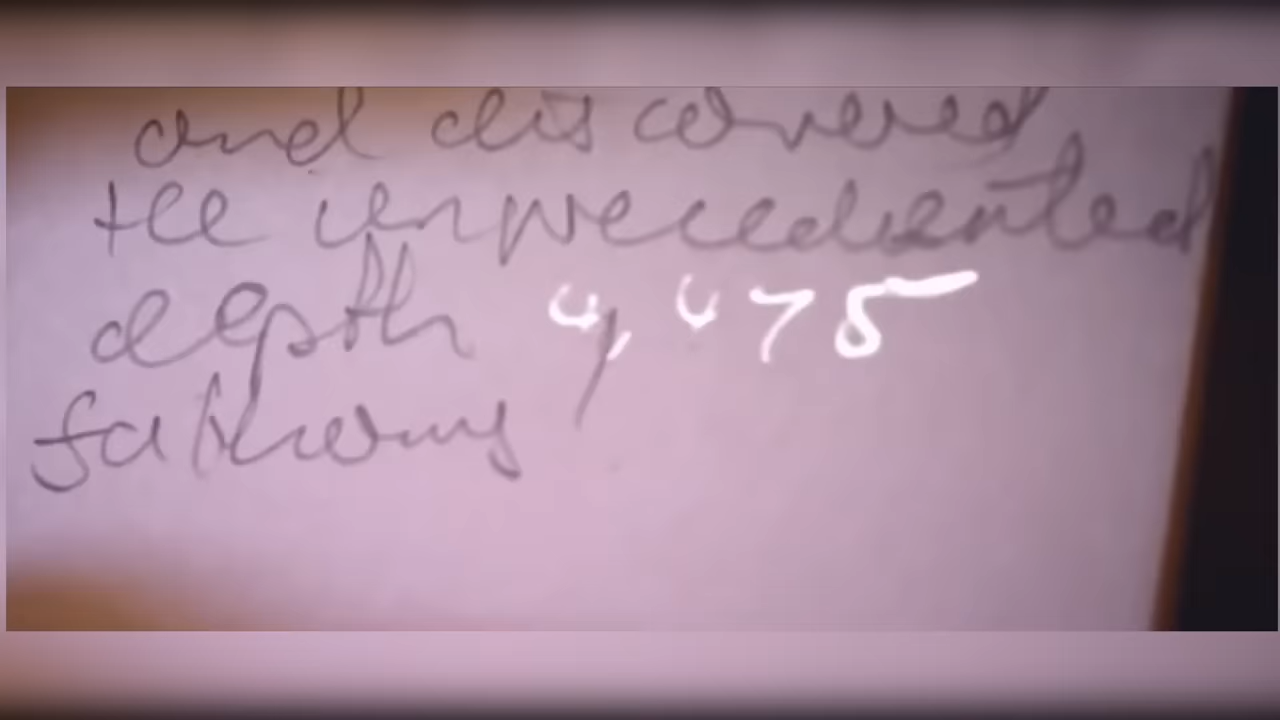 and discovered
the unprecedented
depth 4,475
fathoms